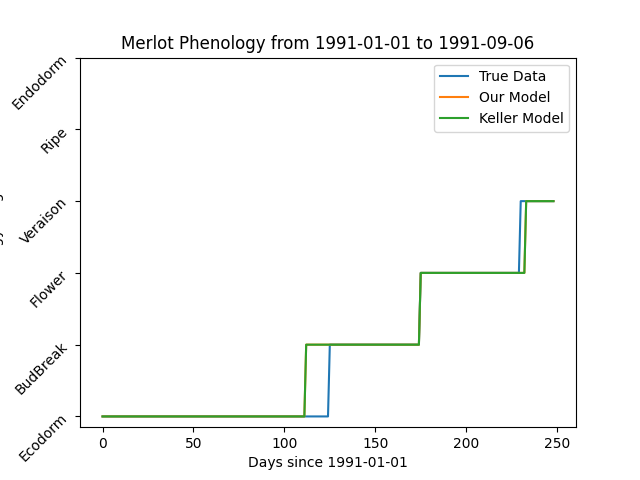 Merlot Phenology from 1991-01-01 to 1991-09-06
True Data
Our Model
Keller Model
Endodorm
Ripe
Veraison
Flower
BudBreak
Ecodorm
0 50 100 150 200 250
Days since 1991-01-01